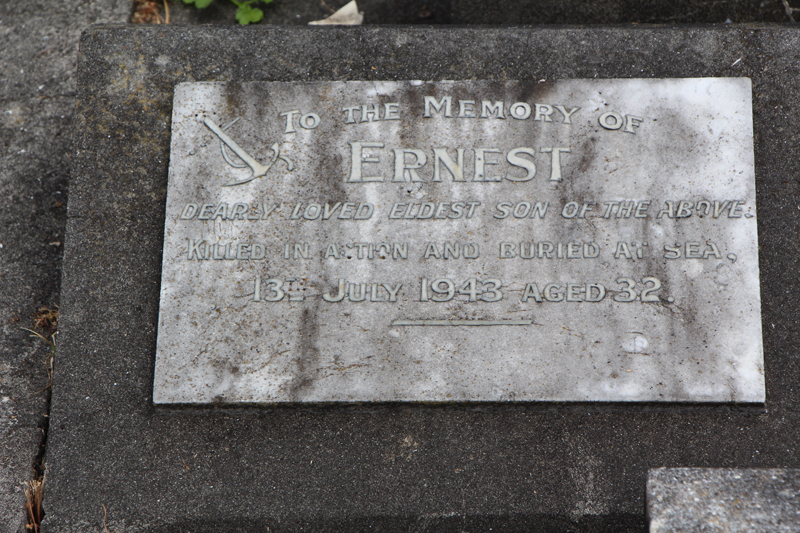 TO THE MEMORY OF
ERNEST
DEARLY LOVED ELDEST SON OF THE ABOVE.
KILLED IN ACTION AND BURIED AT SEA.
13TH JULY 1943 AGED 32.